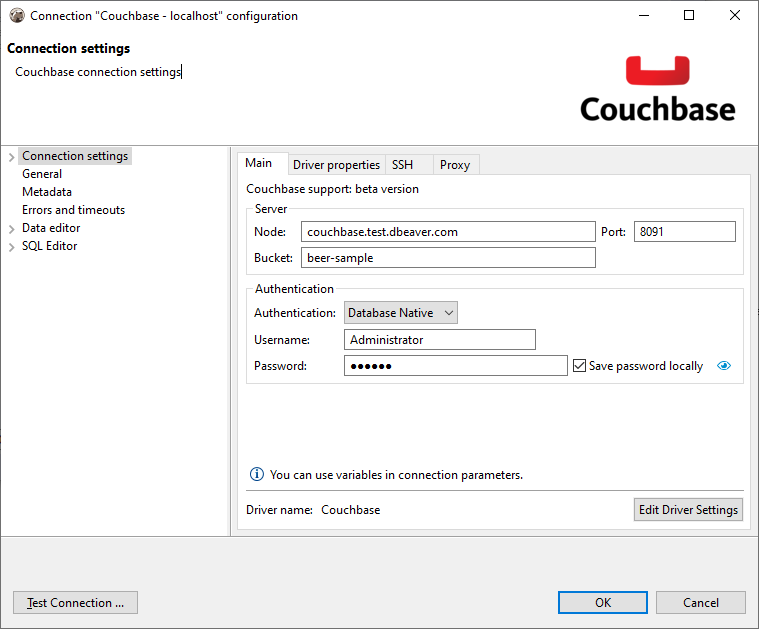 Connection "Couchbase - localhost" configuration
Connection settings
Couchbase connection settings
Couchbase
Connection settings
General
Metadata
Errors and timeouts
Data editor
SQL Editor
Main Driver properties SSH Proxy
Couchbase support: beta version
Server
Node: couchbase.test.dbeaver.com Port: 8091
Bucket: beer-sample
Authentication
Authentication: Database Native
Username: Administrator
Password: ●●●●●● Save password locally
You can use variables in connection parameters.
Driver name: Couchbase Edit Driver Settings
Test Connection ... OK Cancel